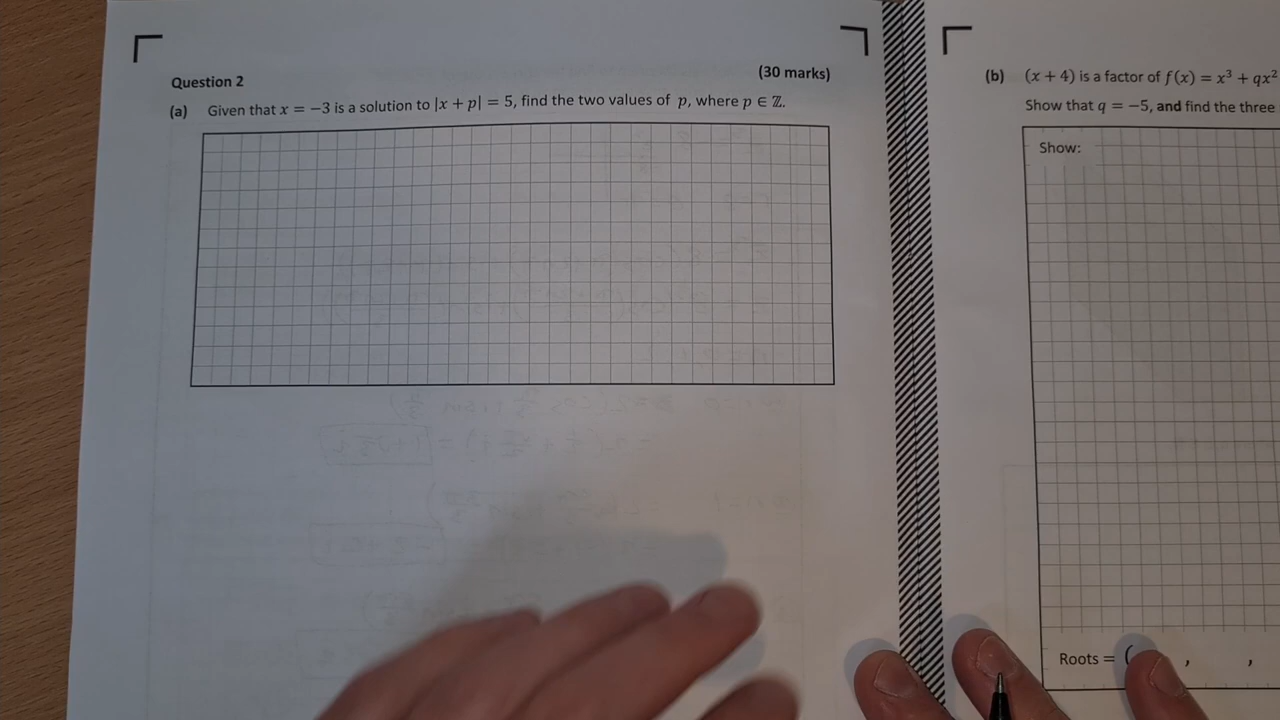 Question 2
(30 marks)
(a) Given that x = −3 is a solution to |x + p| = 5, find the two values of p, where p ∈ ℤ.
(b) (x + 4) is a factor of f(x) = x³ + qx²
Show that q = −5, and find the three
Show:
Roots = ( , ,